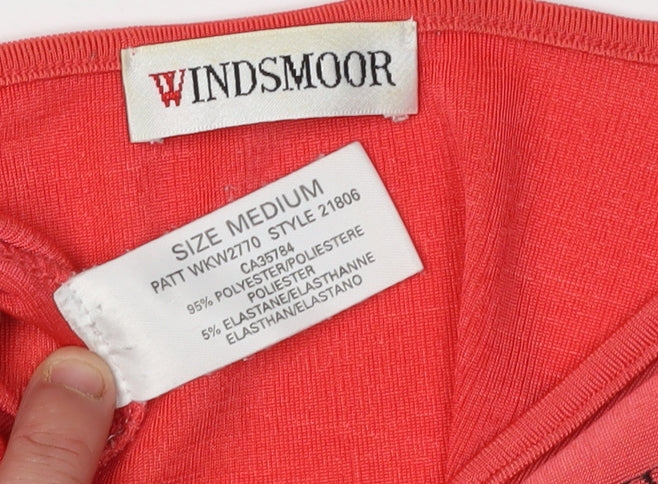 WINDSMOOR
SIZE MEDIUM
PATT WKW2770 STYLE 21806
CA35784
95% POLYESTER/POLIESTERE
POLIESTER
5% ELASTANE/ELASTHANNE
ELASTHAN/ELASTANO